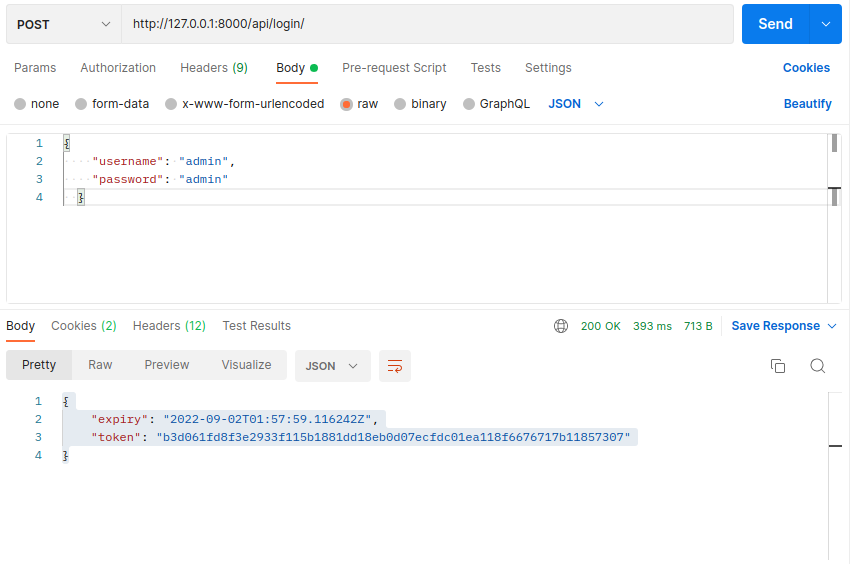 POST http://127.0.0.1:8000/api/login/ Send
Params Authorization Headers (9) Body Pre-request Script Tests Settings Cookies
none form-data x-www-form-urlencoded raw binary GraphQL JSON Beautify
1 {
2 "username": "admin",
3 "password": "admin"
4 }
Body Cookies (2) Headers (12) Test Results 200 OK 393 ms 713 B Save Response
Pretty Raw Preview Visualize JSON
1 {
2 "expiry": "2022-09-02T01:57:59.116242Z",
3 "token": "b3d061fd8f3e2933f115b1881dd18eb0d07ecfdc01ea118f6676717b11857307"
4 }